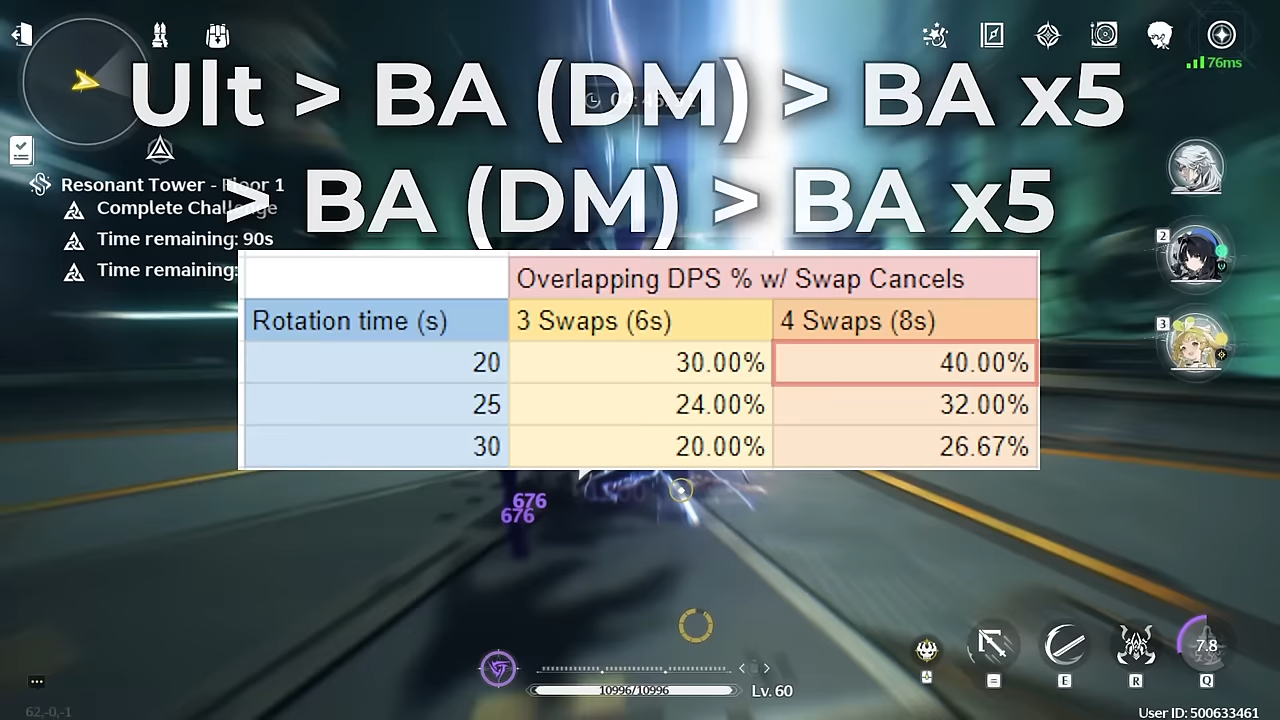 76ms
Ult > BA (DM) > BA x5
> BA (DM) > BA x5
Resonant Tower - Floor 1
Complete Challenge
Time remaining: 90s
Time remaining:
2
3
Overlapping DPS % w/ Swap Cancels
Rotation time (s) 3 Swaps (6s) 4 Swaps (8s)
20 30.00% 40.00%
25 24.00% 32.00%
30 20.00% 26.67%
676
676
7.8
E R Q
10996/10996 Lv. 60
62,-0,-1
User ID: 500633461